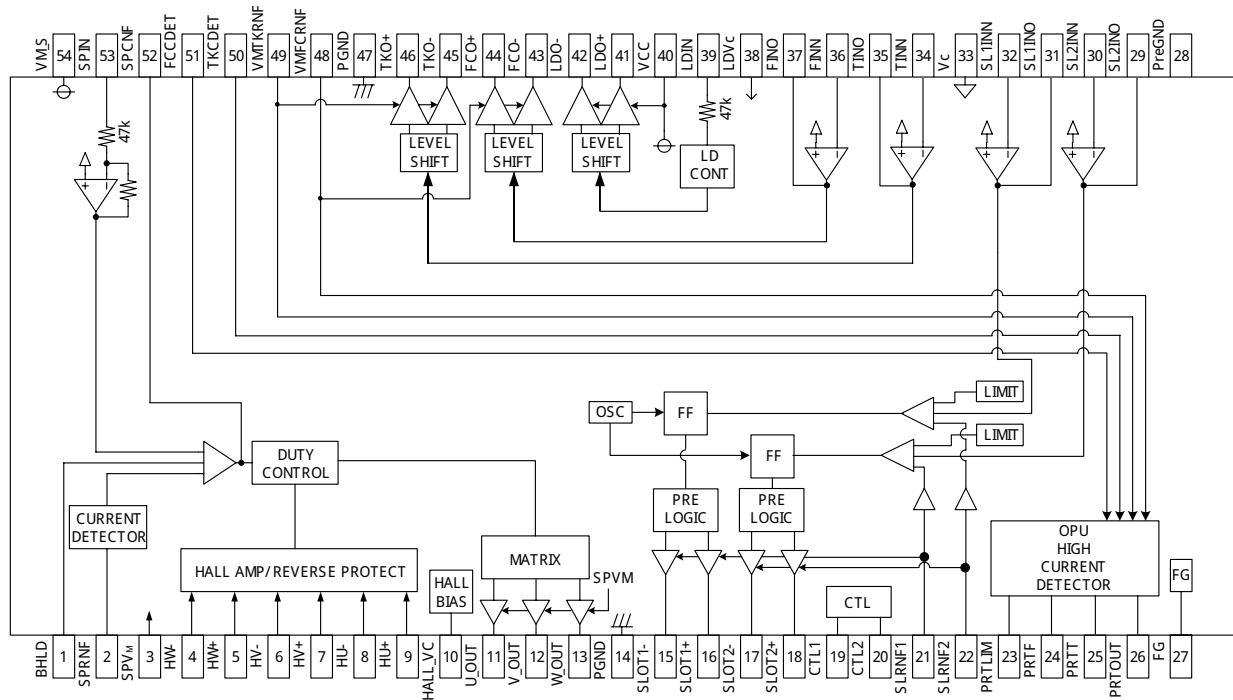 VM_S
54
SPIN
53
SPCNF
52
FCCDET
51
TKCDET
50
VMTKRNF
49
VMFCRNF
48
PGND
47
TKO+
46
TKO-
45
FCO+
44
FCO-
43
LDO-
42
LDO+
41
VCC
40
LDIN
39
LDVc
38
FINO
37
FINN
36
TINO
35
TINN
34
Vc
33
SL1INN
32
SL1INO
31
SL2INN
30
SL2INO
29
PreGND
28
47k
47k
+ -
LEVEL
SHIFT
LEVEL
SHIFT
LEVEL
SHIFT
LD
CONT
+ -
+ -
+ -
+ -
OSC
FF
LIMIT
FF
LIMIT
DUTY
CONTROL
CURRENT
DETECTOR
HALL AMP/REVERSE PROTECT
HALL
BIAS
MATRIX
SPVM
PRE
LOGIC
PRE
LOGIC
CTL
OPU
HIGH
CURRENT
DETECTOR
FG
BHLD
1
SPRNF
2
SPVM
3
HW-
4
HW+
5
HV-
6
HV+
7
HU-
8
HU+
9
HALL_VC
10
U_OUT
11
V_OUT
12
W_OUT
13
PGND
14
SLOT1-
15
SLOT1+
16
SLOT2-
17
SLOT2+
18
CTL1
19
CTL2
20
SLRNF1
21
SLRNF2
22
PRTLIM
23
PRTF
24
PRTT
25
PRTOUT
26
FG
27